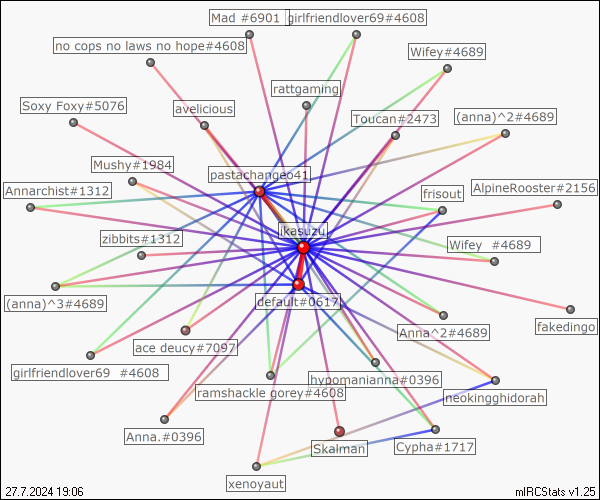 Mad #6901
girlfriendlover69#4608
no cops no laws no hope#4608
Wifey#4689
rattgaming
Soxy Foxy#5076
avelicious
Toucan#2473
(anna)^2#4689
Mushy#1984
pastachangeo41
Annarchist#1312
frisout
AlpineRooster#2156
ikasuzu
zibbits#1312
Wifey #4689
(anna)^3#4689
default#0617
fakedingo
Anna^2#4689
ace deucy#7097
girlfriendlover69 #4608
hypomanianna#0396
ramshackle gorey#4608
neokingghidorah
Anna.#0396
Skalman
Cypha#1717
xenoyaut
27.7.2024 19:06
mIRCStats v1.25